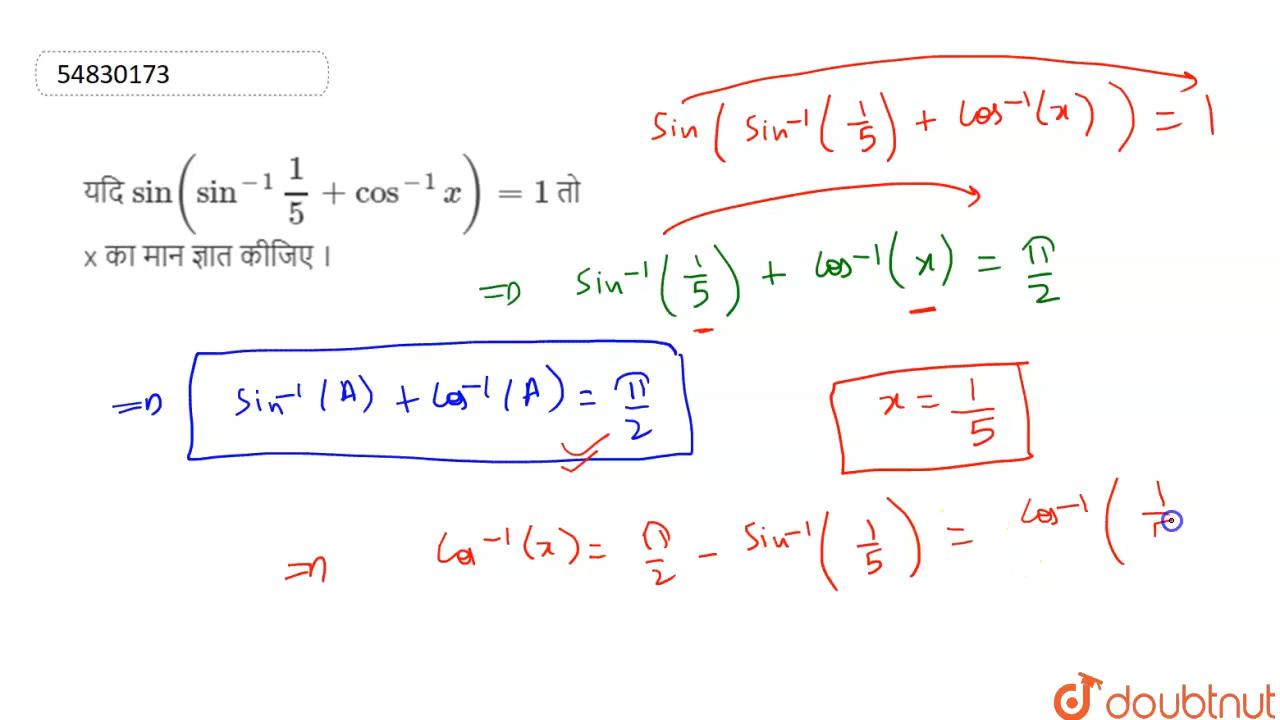 54830173
यदि sin(sin⁻¹ 1/5 + cos⁻¹ x) = 1 तो
x का मान ज्ञात कीजिए ।
Sin(Sin⁻¹(1/5) + Cos⁻¹(x)) = 1
⇒ Sin⁻¹(1/5) + Cos⁻¹(x) = π/2
⇒ Sin⁻¹(A) + Cos⁻¹(A) = π/2
x = 1/5
⇒ Cos⁻¹(x) = π/2 - Sin⁻¹(1/5) = Cos⁻¹(1/
doubtnut